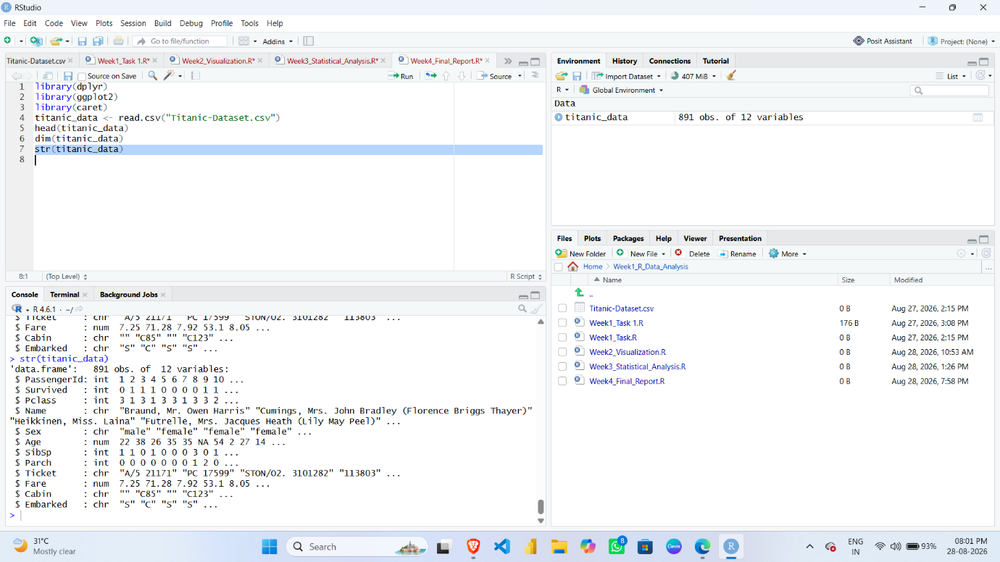 RStudio
File Edit Code View Plots Session Build Debug Profile Tools Help
Go to file/function Addins Posit Assistant Project: (None)
Titanic-Dataset.csv Week1_Task 1.R* Week2_Visualization.R* Week3_Statistical_Analysis.R* Week4_Final_Report.R*
Source on Save Run Source
1 library(dplyr)
2 library(ggplot2)
3 library(caret)
4 titanic_data <- read.csv("Titanic-Dataset.csv")
5 head(titanic_data)
6 dim(titanic_data)
7 str(titanic_data)
8
8:1 (Top Level) R Script
Console Terminal Background Jobs
R 4.6.1 · ~/
$ Ticket : chr "A/5 21171" "PC 17599" "STON/O2. 3101282" "113803" ...
$ Fare : num 7.25 71.28 7.92 53.1 8.05 ...
$ Cabin : chr "" "C85" "" "C123" ...
$ Embarked : chr "S" "C" "S" "S" ...
> str(titanic_data)
'data.frame': 891 obs. of 12 variables:
$ PassengerId: int 1 2 3 4 5 6 7 8 9 10 ...
$ Survived : int 0 1 1 1 0 0 0 0 1 1 ...
$ Pclass : int 3 1 3 1 3 3 1 3 3 2 ...
$ Name : chr "Braund, Mr. Owen Harris" "Cumings, Mrs. John Bradley (Florence Briggs Thayer)"
"Heikkinen, Miss. Laina" "Futrelle, Mrs. Jacques Heath (Lily May Peel)" ...
$ Sex : chr "male" "female" "female" "female" ...
$ Age : num 22 38 26 35 35 NA 54 2 27 14 ...
$ SibSp : int 1 1 0 1 0 0 0 3 0 1 ...
$ Parch : int 0 0 0 0 0 0 0 1 2 0 ...
$ Ticket : chr "A/5 21171" "PC 17599" "STON/O2. 3101282" "113803" ...
$ Fare : num 7.25 71.28 7.92 53.1 8.05 ...
$ Cabin : chr "" "C85" "" "C123" ...
$ Embarked : chr "S" "C" "S" "S" ...
>
Environment History Connections Tutorial
Import Dataset 407 MiB List
R Global Environment
Data
titanic_data 891 obs. of 12 variables
Files Plots Packages Help Viewer Presentation
New Folder New File Delete Rename More
Home Week1_R_Data_Analysis ...
Name Size Modified
..
Titanic-Dataset.csv 0 B Aug 27, 2026, 2:15 PM
Week1_Task 1.R 176 B Aug 27, 2026, 3:08 PM
Week1_Task.R 0 B Aug 27, 2026, 2:15 PM
Week2_Visualization.R 0 B Aug 28, 2026, 10:53 AM
Week3_Statistical_Analysis.R 0 B Aug 28, 2026, 1:26 PM
Week4_Final_Report.R 0 B Aug 28, 2026, 7:58 PM
31°C
Mostly clear
Search
8
ENG
IN
93%
08:01 PM
28-08-2026